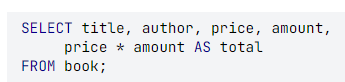 SELECT title, author, price, amount,
     price * amount AS total
FROM book;